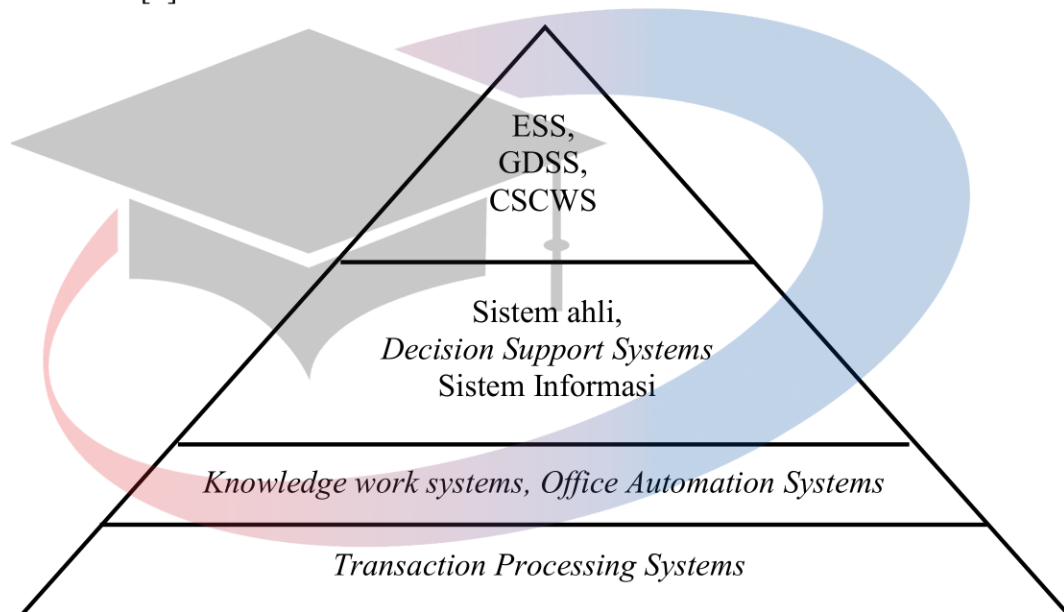 ESS,
GDSS,
CSCWS
Sistem ahli,
Decision Support Systems
Sistem Informasi
Knowledge work systems, Office Automation Systems
Transaction Processing Systems